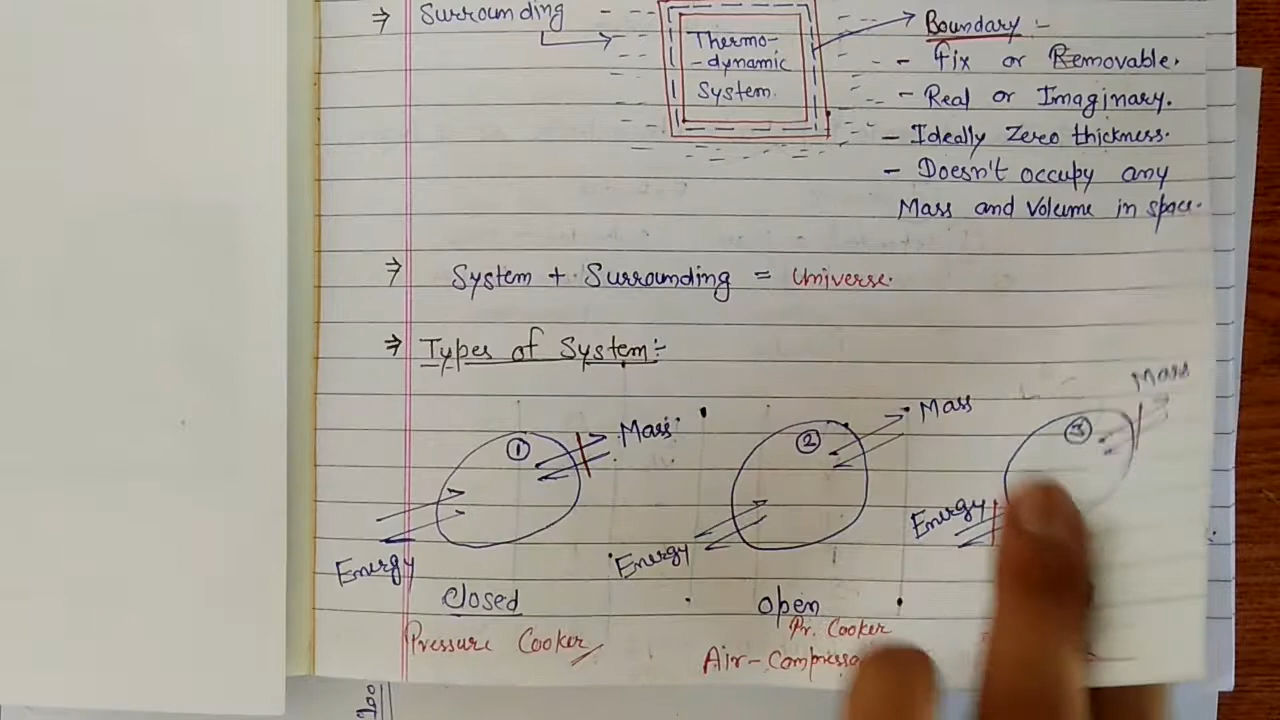 ⇒ Surrounding
Thermo-
-dynamic
System.
Boundary :-
- fix or Removable.
- Real or Imaginary.
- Ideally Zero thickness.
- Doesn't occupy any
Mass and Volume in space.
⇒ System + Surrounding = Universe.
⇒ Types of System:-
① Mass
Energy
Closed
Pressure Cooker
② Mass
Energy
Open
Pr. Cooker
Air-Compress
③ Mass
Energy
100